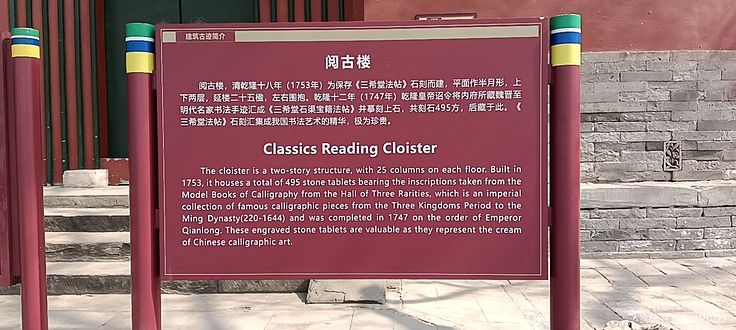 建筑古迹简介
阅古楼
阅古楼，清乾隆十八年（1753年）为保存《三希堂法帖》石刻而建，平面作半月形，上
下两层，延楼二十五楹，左右围抱。乾隆十二年（1747年）乾隆皇帝诏令将内府所藏魏晋至
明代名家书法手迹汇成《三希堂石渠宝籍法帖》并摹刻上石，共刻石495方，后藏于此。《
三希堂法帖》石刻汇集成我国书法艺术的精华，极为珍贵。
Classics Reading Cloister
The cloister is a two-story structure, with 25 columns on each floor. Built in
1753, it houses a total of 495 stone tablets bearing the inscriptions taken from the
Model Books of Calligraphy from the Hall of Three Rarities, which is an imperial
collection of famous calligraphic pieces from the Three Kingdoms Period to the
Ming Dynasty(220-1644) and was completed in 1747 on the order of Emperor
Qianlong. These engraved stone tablets are valuable as they represent the cream
of Chinese calligraphic art.